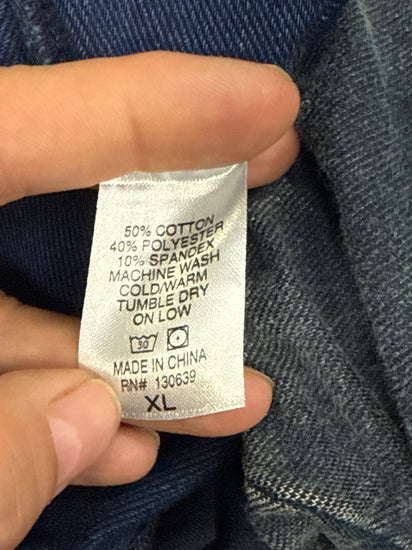 50% COTTON
40% POLYESTER
10% SPANDEX
MACHINE WASH
COLD/WARM
TUMBLE DRY
ON LOW
30
MADE IN CHINA
RN# 130639
XL